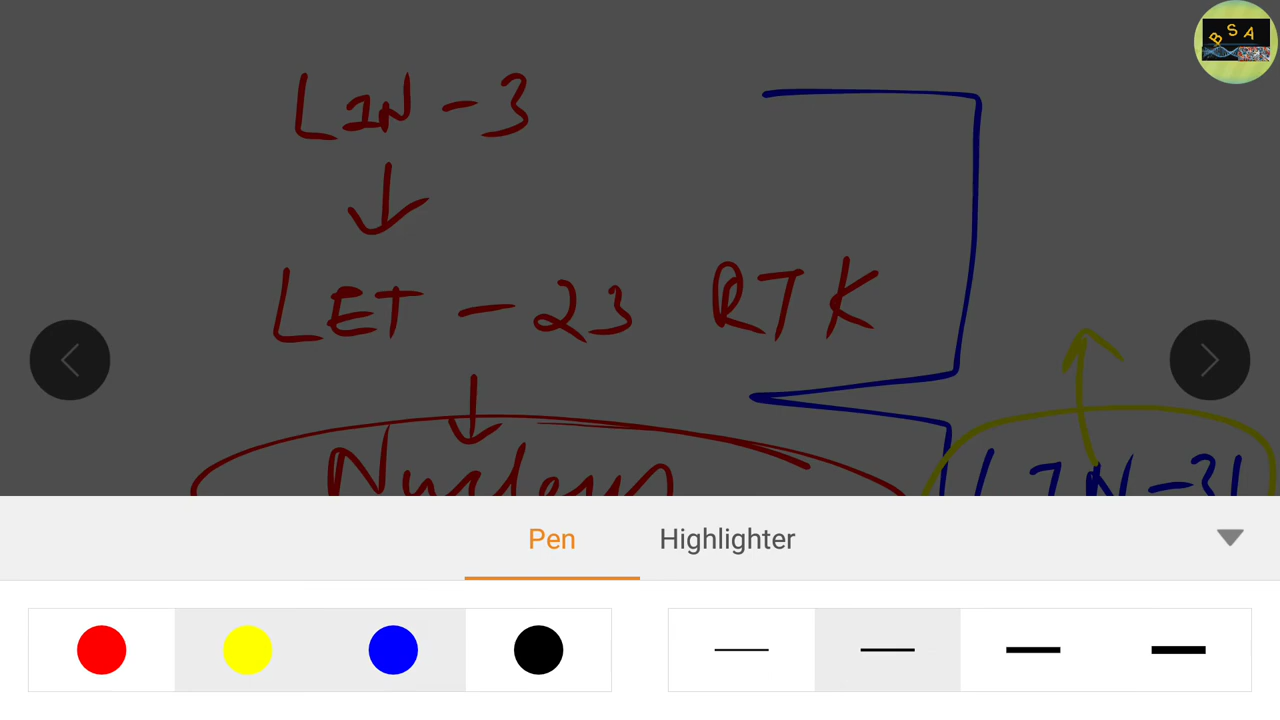 BSA
LIN-3
LET-23 RTK
Nucleus
LIN-31
Pen Highlighter